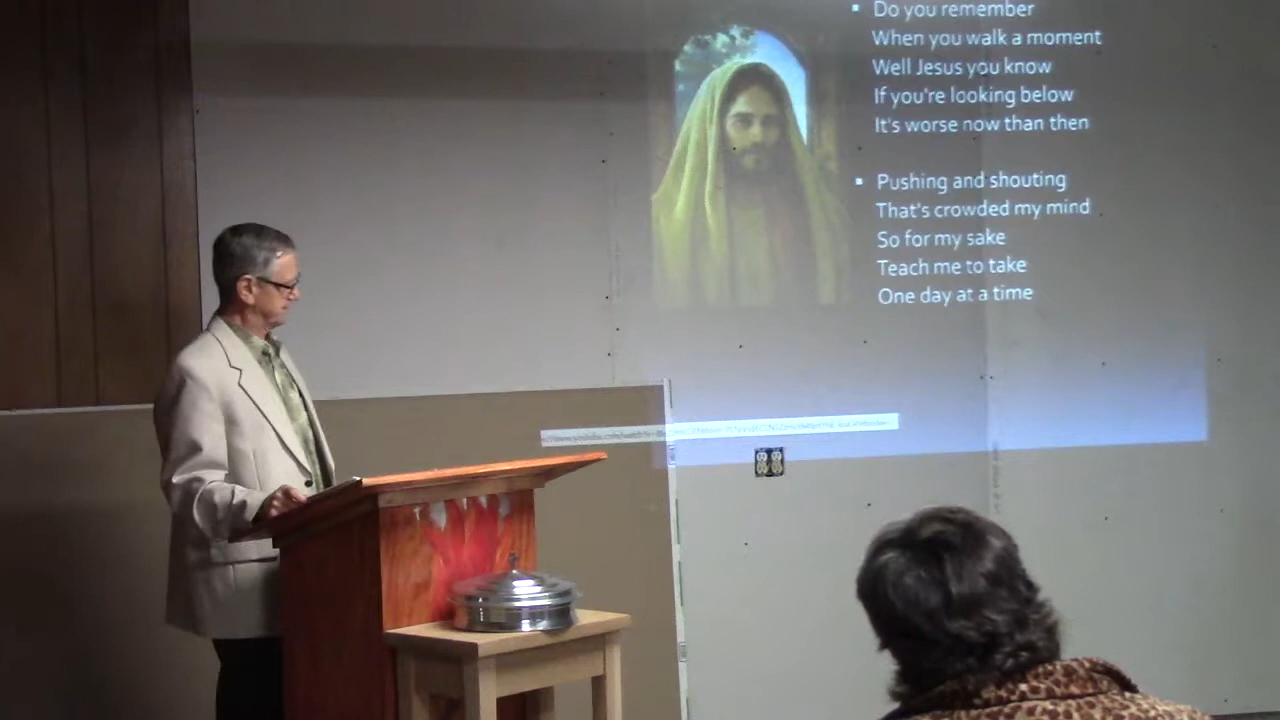 ▪ Do you remember
When you walk a moment
Well Jesus you know
If you're looking below
It's worse now than then
▪ Pushing and shouting
That's crowded my mind
So for my sake
Teach me to take
One day at a time